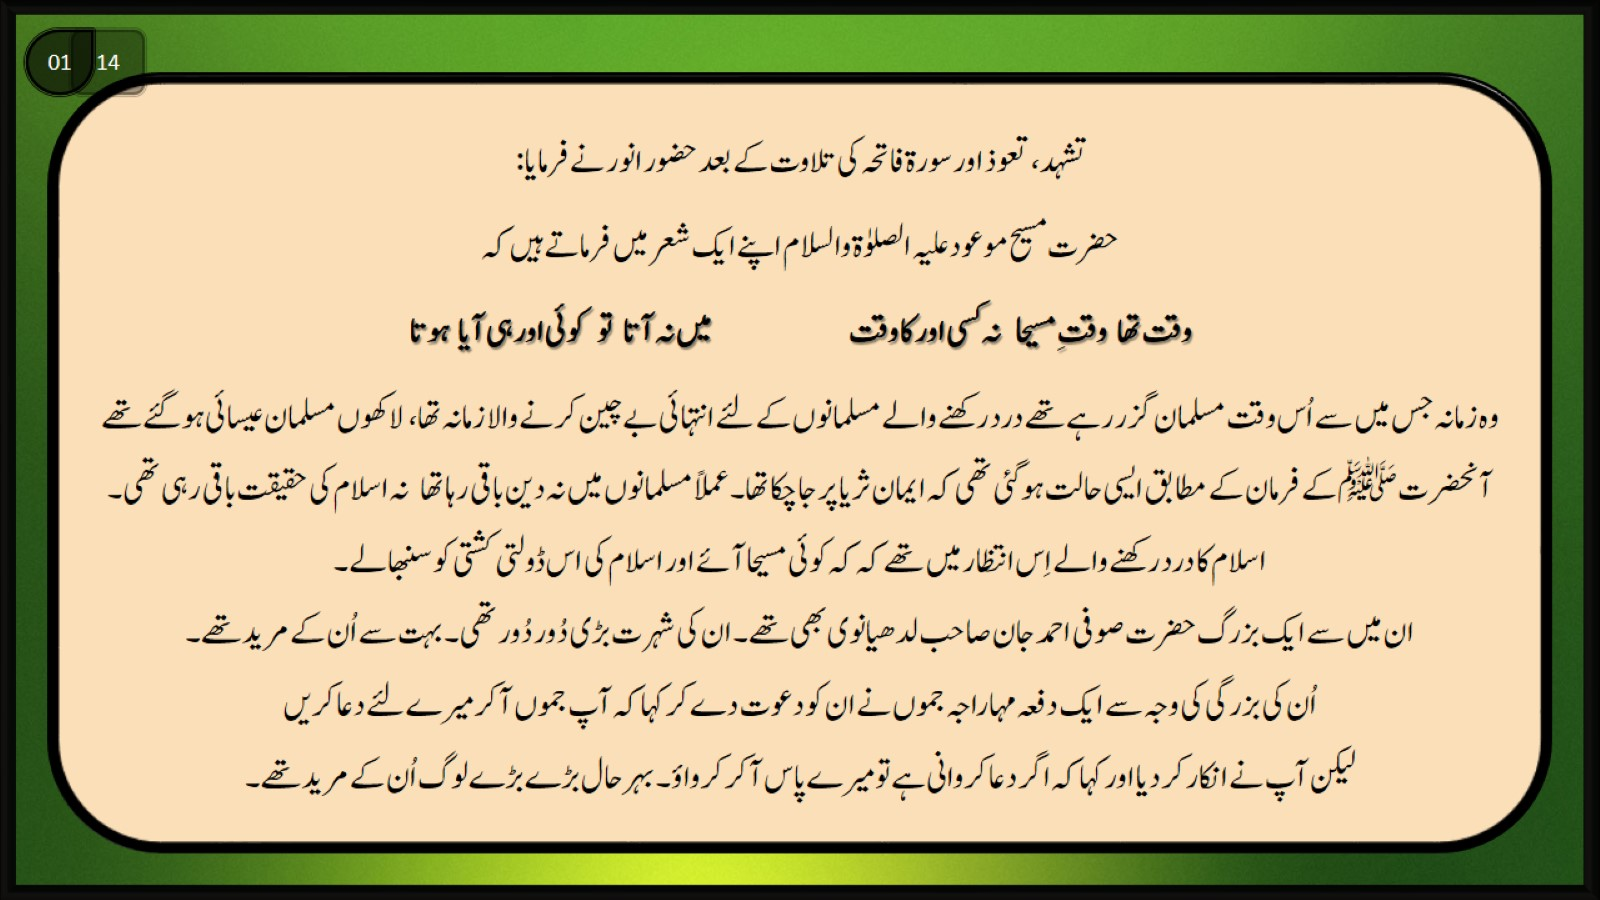 01 14
تشہد، تعوذ اور سورۃ فاتحہ کی تلاوت کے بعد حضور انور نے فرمایا:
حضرت مسیح موعود علیہ الصلوٰۃ والسلام اپنے ایک شعر میں فرماتے ہیں کہ
وقت تھا وقتِ مسیحا نہ کسی اور کا وقت میں نہ آتا تو کوئی اور ہی آیا ہوتا
وہ زمانہ جس میں سے اُس وقت مسلمان گزر رہے تھے درد رکھنے والے مسلمانوں کے لئے انتہائی بے چین کرنے والا زمانہ تھا، لاکھوں مسلمان عیسائی ہو گئے تھے
آنحضرت ﷺ کے فرمان کے مطابق ایسی حالت ہو گئی تھی کہ ایمان ثریا پر جا چکا تھا۔ عملاً مسلمانوں میں نہ دین باقی رہا تھا نہ اسلام کی حقیقت باقی رہی تھی۔
اسلام کا درد رکھنے والے اِس انتظار میں تھے کہ کہ کوئی مسیحا آئے اور اسلام کی اس ڈولتی کشتی کو سنبھالے۔
ان میں سے ایک بزرگ حضرت صوفی احمد جان صاحب لدھیانوی بھی تھے۔ ان کی شہرت بڑی دُور دُور تھی۔ بہت سے اُن کے مرید تھے۔
اُن کی بزرگی کی وجہ سے ایک دفعہ مہاراجہ جموں نے ان کو دعوت دے کر کہا کہ آپ جموں آ کر میرے لئے دعا کریں
لیکن آپ نے انکار کر دیا اور کہا کہ اگر دعا کروانی ہے تو میرے پاس آ کر کرواؤ۔ بہرحال بڑے بڑے لوگ اُن کے مرید تھے۔